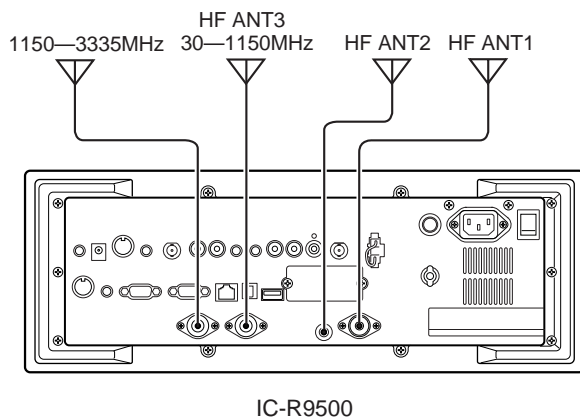 1150—3335MHz
HF ANT3
30—1150MHz
HF ANT2
HF ANT1
IC-R9500